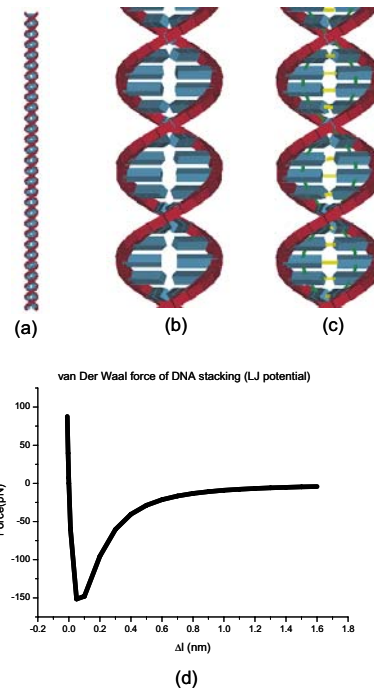 (a)
(b)
(c)
van Der Waal force of DNA stacking (LJ potential)
100
50
0
-50
-100
-150
Force(pN)
-0.2 0.0 0.2 0.4 0.6 0.8 1.0 1.2 1.4 1.6 1.8
Δl (nm)
(d)